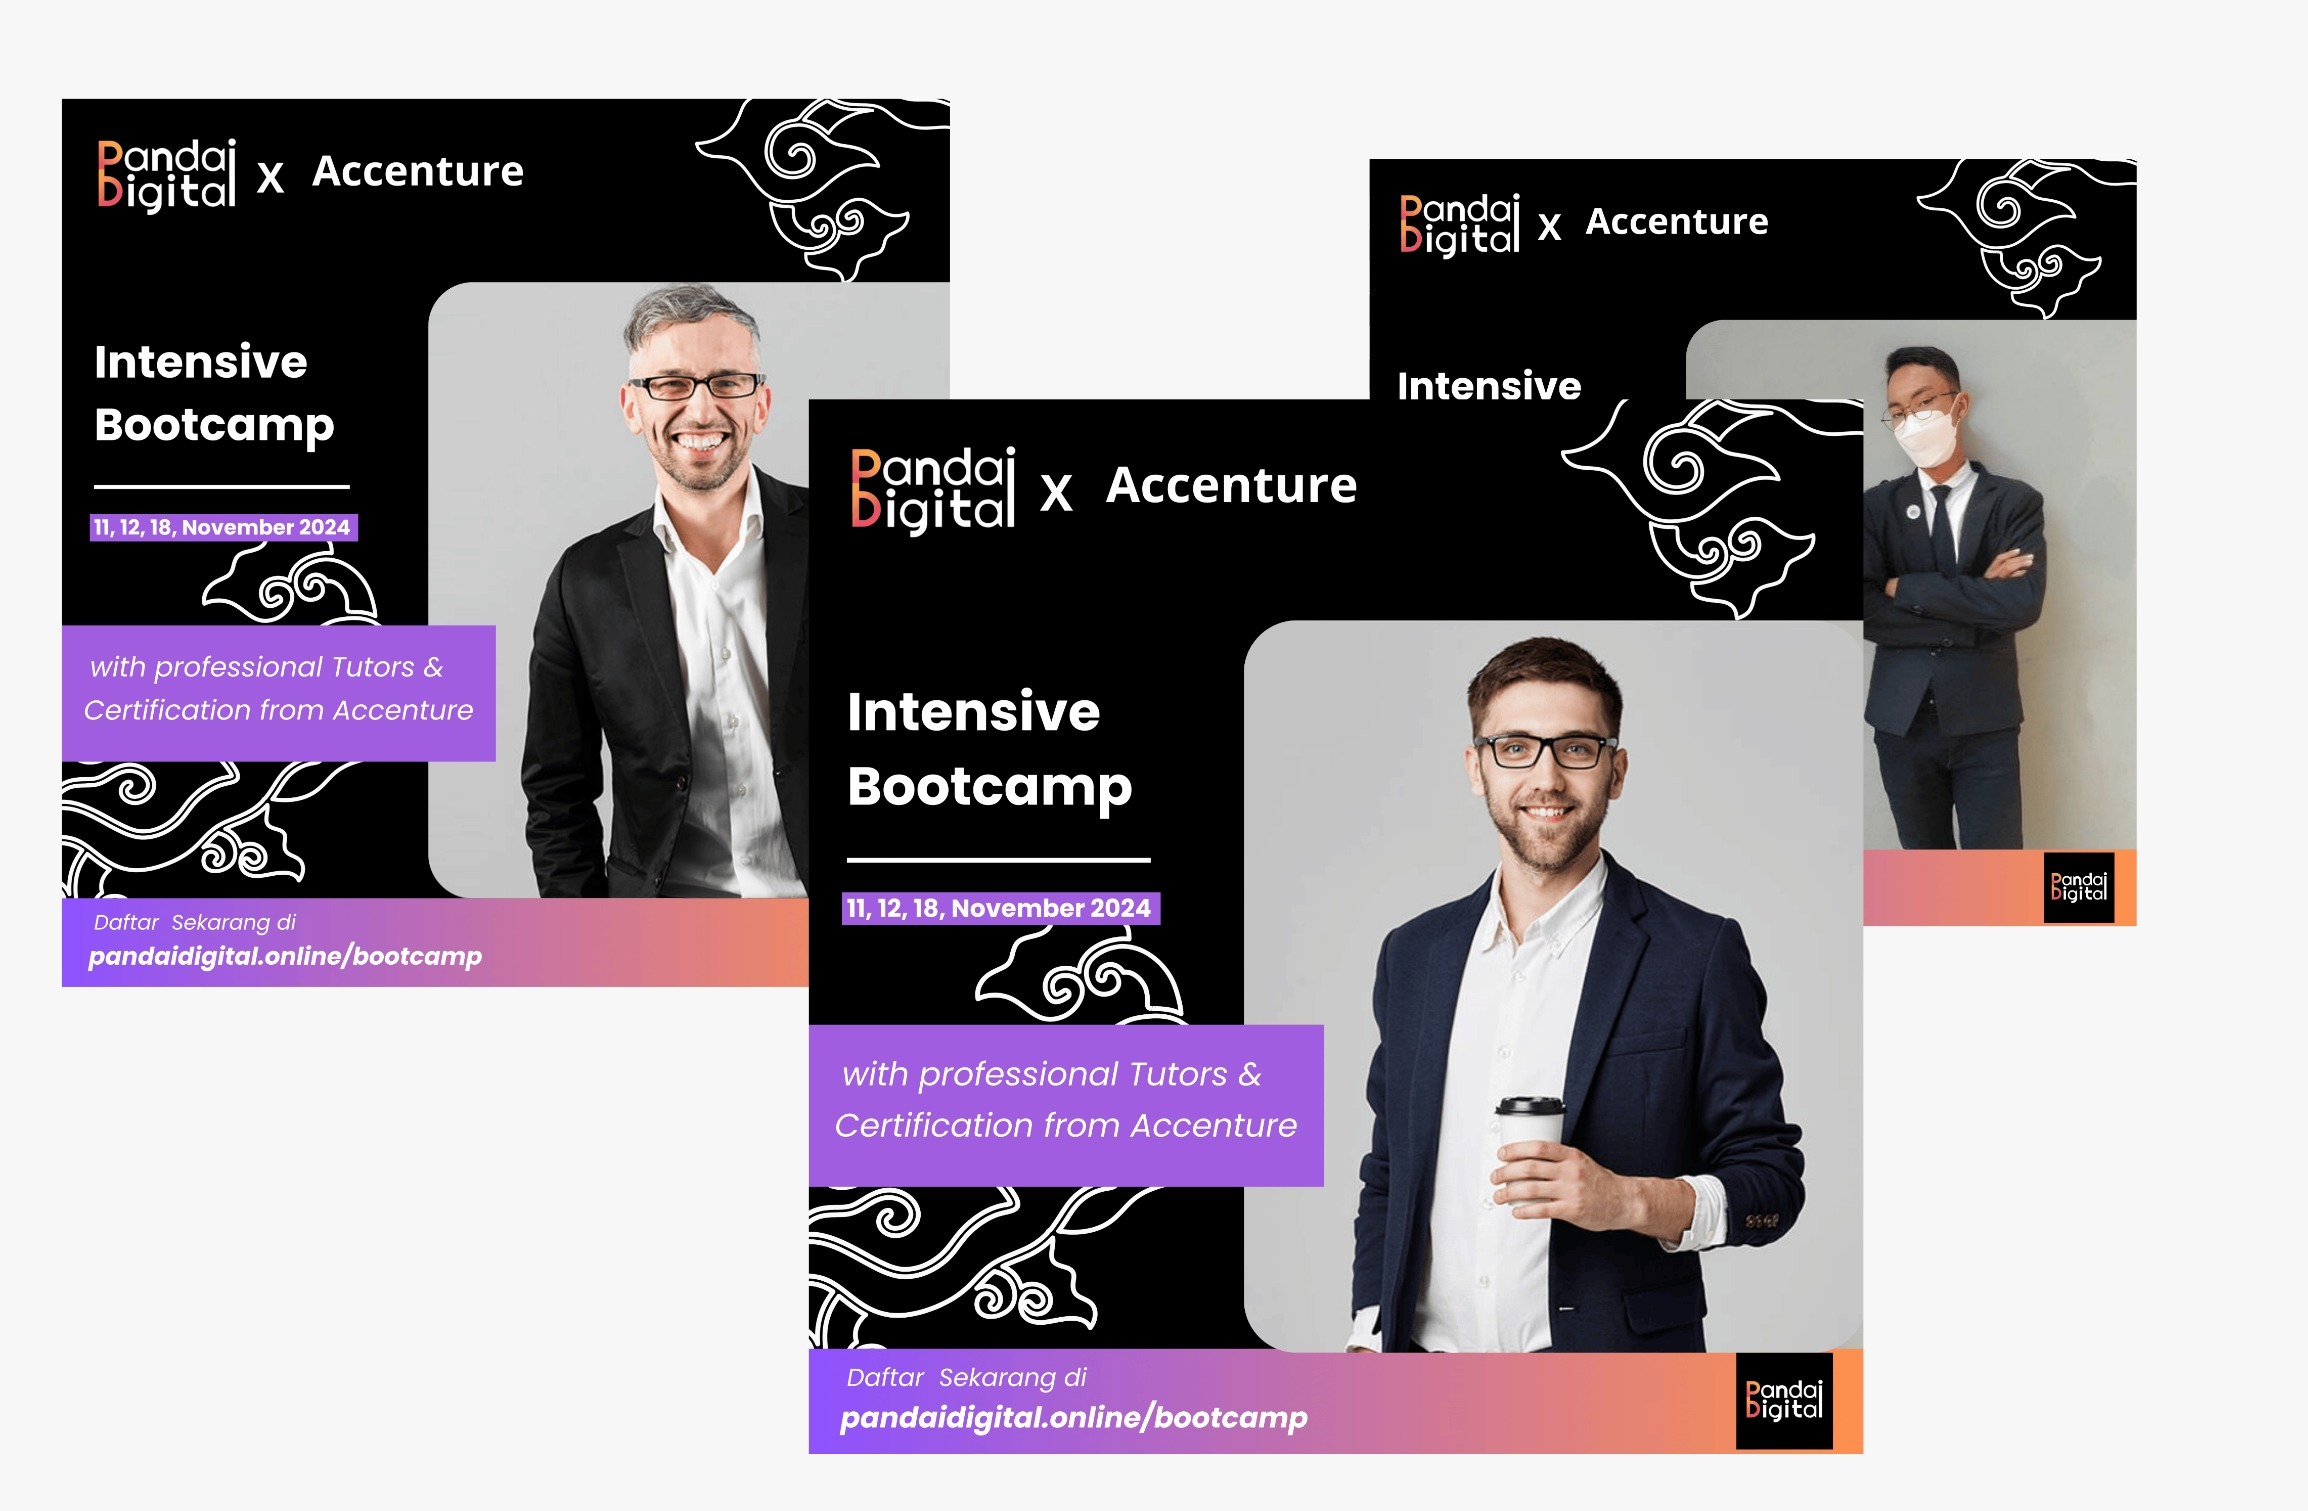 Pandai
Digital
X
Accenture
Intensive
Bootcamp
11, 12, 18, November 2024
with professional Tutors &
Certification from Accenture
Daftar Sekarang di
pandaidigital.online/bootcamp
Pandai
Digital
X
Accenture
Intensive
Pandai
Digital
Pandai
Digital
X
Accenture
Intensive
Bootcamp
11, 12, 18, November 2024
with professional Tutors &
Certification from Accenture
Daftar Sekarang di
pandaidigital.online/bootcamp
Pandai
Digital